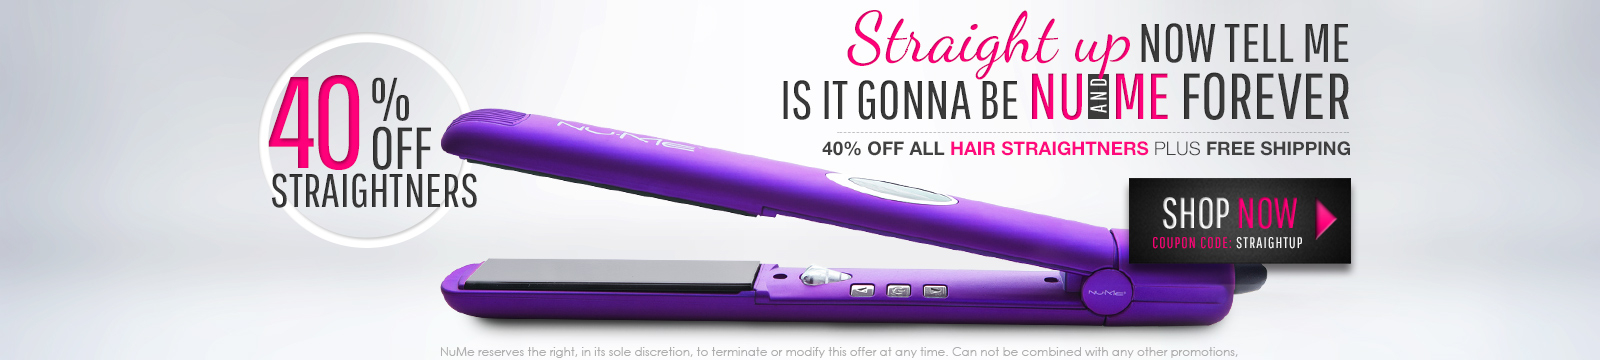 40% OFF
STRAIGHTNERS
NUME
Straight up NOW TELL ME
IS IT GONNA BE NU AND ME FOREVER
40% OFF ALL HAIR STRAIGHTNERS PLUS FREE SHIPPING
SHOP NOW
COUPON CODE: STRAIGHTUP
NUME
NuMe reserves the right, in its sole discretion, to terminate or modify this offer at any time. Can not be combined with any other promotions,